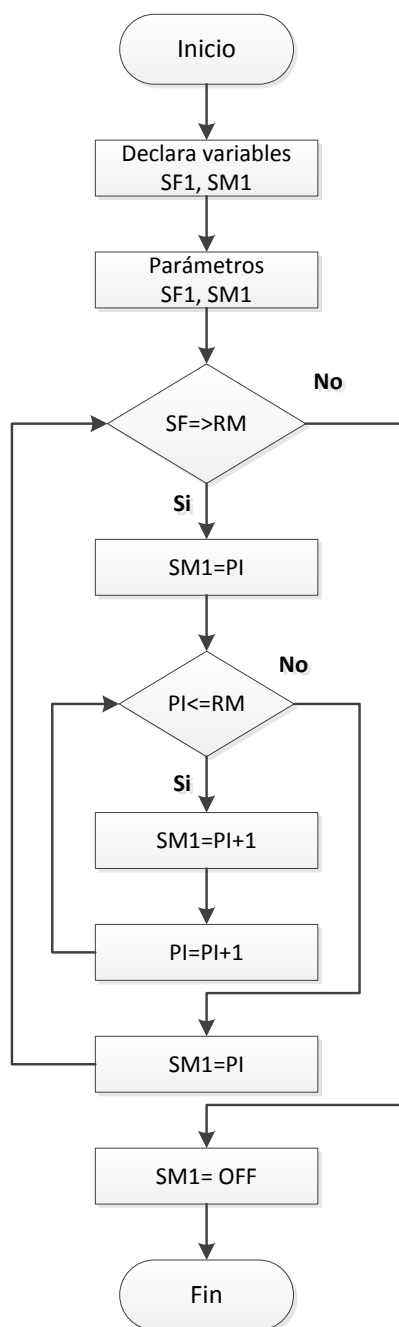 Inicio
Declara variables
SF1, SM1
Parámetros
SF1, SM1
SF=>RM
No
Si
SM1=PI
PI<=RM
No
Si
SM1=PI+1
PI=PI+1
SM1=PI
SM1= OFF
Fin